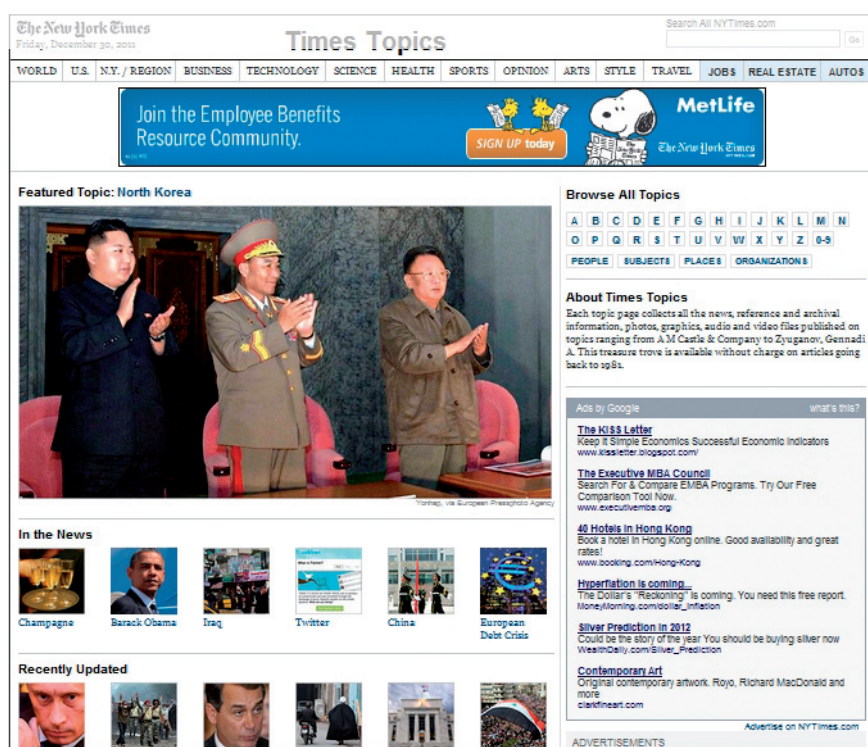 The New York Times
Friday, December 30, 2011
Times Topics
Search All NYTimes.com
Go
WORLD U.S. N.Y. / REGION BUSINESS TECHNOLOGY SCIENCE HEALTH SPORTS OPINION ARTS STYLE TRAVEL JOBS REAL ESTATE AUTOS
Join the Employee Benefits
Resource Community.
SIGN UP today
MetLife
The New York Times
Featured Topic: North Korea
Yonhap, via European Pressphoto Agency
In the News
Champagne
Barack Obama
Iraq
Twitter
China
European
Debt Crisis
Recently Updated
Browse All Topics
A B C D E F G H I J K L M N
O P Q R S T U V W X Y Z 0-9
PEOPLE SUBJECTS PLACES ORGANIZATIONS
About Times Topics
Each topic page collects all the news, reference and archival
information, photos, graphics, audio and video files published on
topics ranging from A M Castle & Company to Zyuganov, Gennadi
A. This treasure trove is available without charge on articles going
back to 1981.
Ads by Google what's this?
The KISS Letter
Keep It Simple Economics Successful Economic Indicators
www.kissletter.blogspot.com/
The Executive MBA Council
Search For & Compare EMBA Programs. Try Our Free
Comparison Tool Now.
www.executivemba.org
40 Hotels in Hong Kong
Book a hotel in Hong Kong online. Good availability and great
rates!
www.booking.com/Hong-Kong
Hyperflation is coming...
The Dollar's "Reckoning" is coming. You need this free report.
MoneyMorning.com/dollar_Inflation
Silver Prediction in 2012
Could be the story of the year You should be buying silver now
WealthDaily.com/Silver_Prediction
Contemporary Art
Original contemporary artwork. Royo, Richard MacDonald and
more
clarkfineart.com
Advertise on NYTimes.com
ADVERTISEMENTS